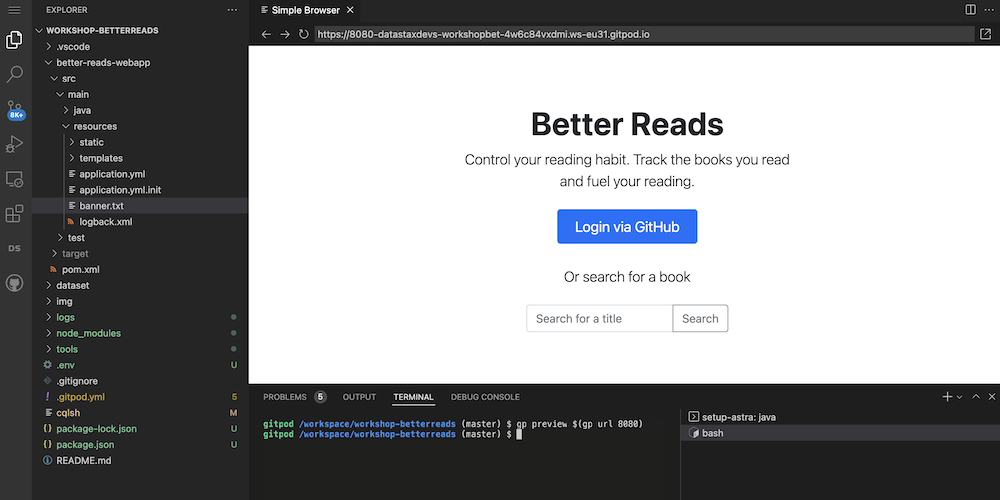 EXPLORER
WORKSHOP-BETTERREADS
.vscode
better-reads-webapp
src
main
java
resources
static
templates
application.yml
application.yml.init
banner.txt
logback.xml
test
target
pom.xml
dataset
img
logs
node_modules
tools
.env U
.gitignore
! .gitpod.yml 5
cqlsh M
{} package-lock.json U
{} package.json U
README.md
8K+
DS
Simple Browser
https://8080-datastaxdevs-workshopbet-4w6c84vxdmi.ws-eu31.gitpod.io
Better Reads
Control your reading habit. Track the books you read
and fuel your reading.
Login via GitHub
Or search for a book
Search for a title Search
PROBLEMS 5 OUTPUT TERMINAL DEBUG CONSOLE
gitpod /workspace/workshop-betterreads (master) $ gp preview $(gp url 8080)
gitpod /workspace/workshop-betterreads (master) $
setup-astra: java
bash